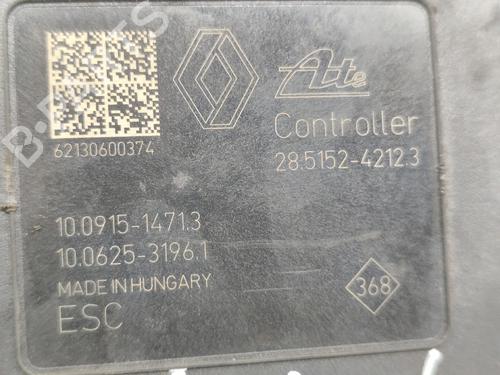 Ate
62130600374
Controller
28.5152-4212.3
10.0915-1471.3
10.0625-3196.1
MADE IN HUNGARY
368
ESC